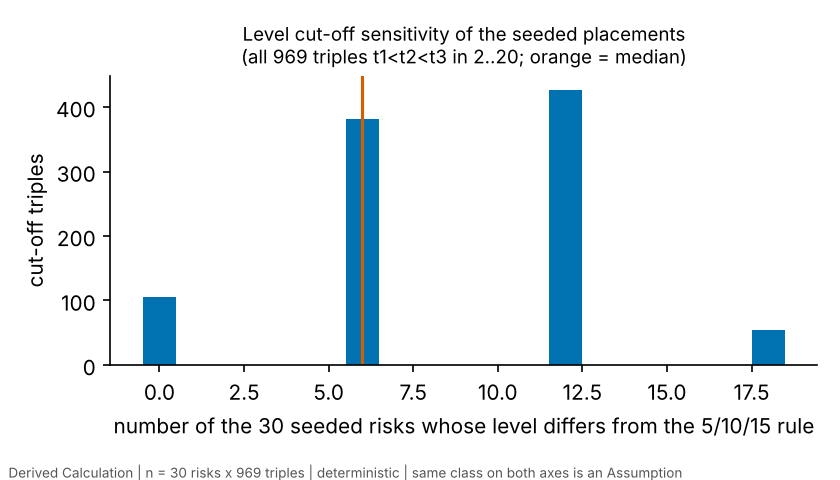 Level cut-off sensitivity of the seeded placements
(all 969 triples t1<t2<t3 in 2..20; orange = median)
cut-off triples
400
300
200
100
0
0.0 2.5 5.0 7.5 10.0 12.5 15.0 17.5
number of the 30 seeded risks whose level differs from the 5/10/15 rule
Derived Calculation | n = 30 risks x 969 triples | deterministic | same class on both axes is an Assumption